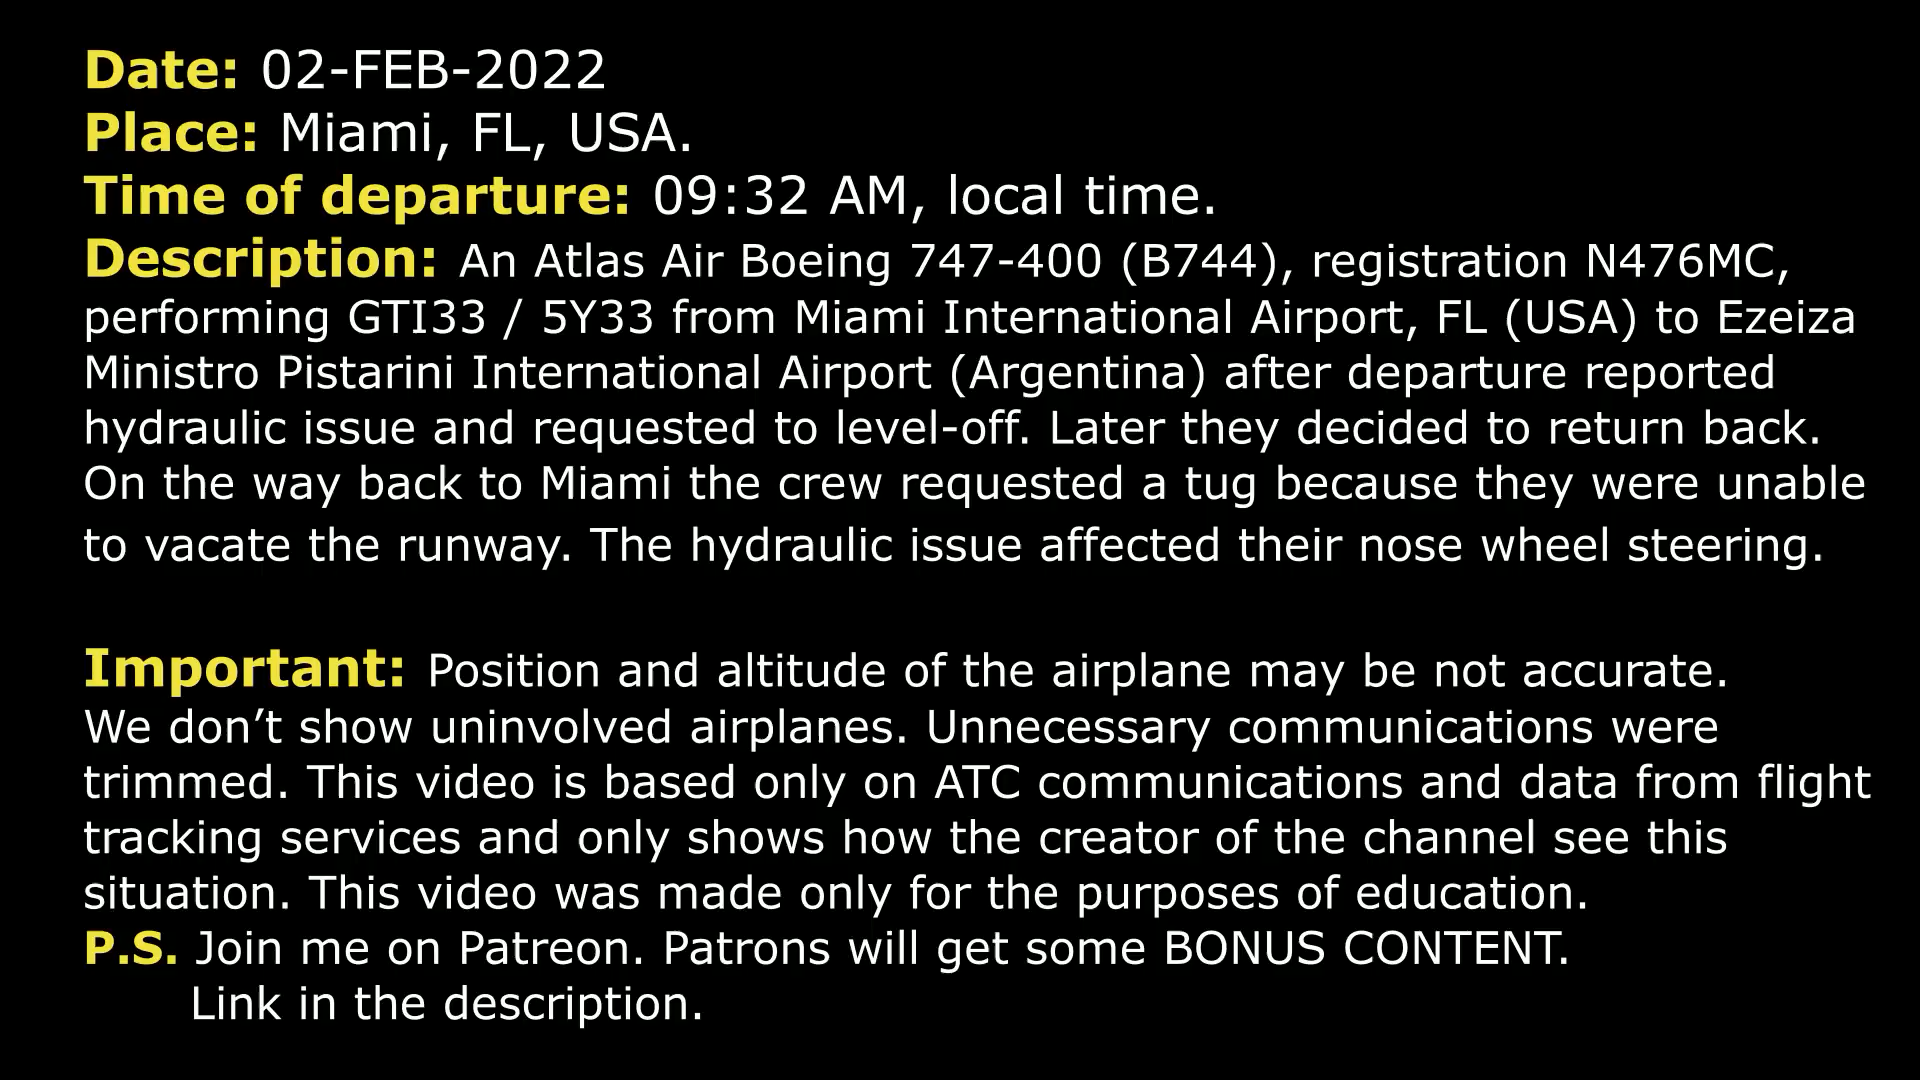 Date: 02-FEB-2022
Place: Miami, FL, USA.
Time of departure: 09:32 AM, local time.
Description: An Atlas Air Boeing 747-400 (B744), registration N476MC,
performing GTI33 / 5Y33 from Miami International Airport, FL (USA) to Ezeiza
Ministro Pistarini International Airport (Argentina) after departure reported
hydraulic issue and requested to level-off. Later they decided to return back.
On the way back to Miami the crew requested a tug because they were unable
to vacate the runway. The hydraulic issue affected their nose wheel steering.
Important: Position and altitude of the airplane may be not accurate.
We don’t show uninvolved airplanes. Unnecessary communications were
trimmed. This video is based only on ATC communications and data from flight
tracking services and only shows how the creator of the channel see this
situation. This video was made only for the purposes of education.
P.S. Join me on Patreon. Patrons will get some BONUS CONTENT.
Link in the description.